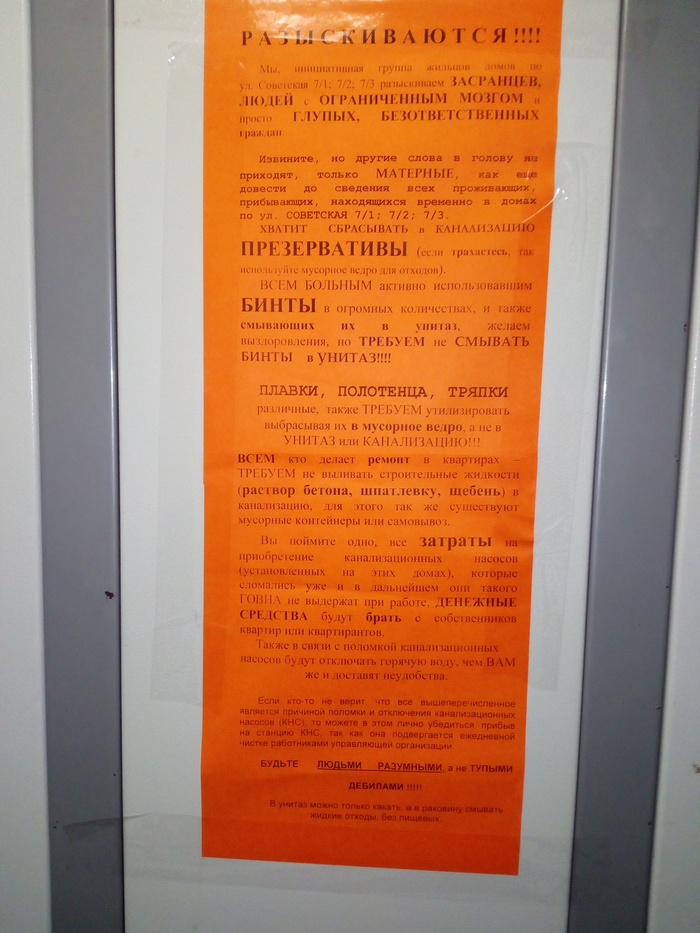 РАЗЫСКИВАЮТСЯ!!!!
Мы, инициативная группа жильцов домов по
ул. Советская 7/1; 7/2; 7/3 разыскиваем ЗАСРАНЦЕВ,
ЛЮДЕЙ с ОГРАНИЧЕННЫМ МОЗГОМ и
просто ГЛУПЫХ, БЕЗОТВЕТСТВЕННЫХ
граждан.
Извините, но другие слова в голову не
приходят, только МАТЕРНЫЕ, как еще
довести до сведения всех проживающих,
прибывающих, находящихся временно в домах
по ул. СОВЕТСКАЯ 7/1; 7/2; 7/3.
ХВАТИТ СБРАСЫВАТЬ в КАНАЛИЗАЦИЮ
ПРЕЗЕРВАТИВЫ (если трахаетесь, так
используйте мусорное ведро для отходов).
ВСЕМ БОЛЬНЫМ активно использовавшим
БИНТЫ в огромных количествах, и также
смывающих их в унитаз, желаем
выздоровления, но ТРЕБУЕМ не СМЫВАТЬ
БИНТЫ в УНИТАЗ!!!!
ПЛАВКИ, ПОЛОТЕНЦА, ТРЯПКИ
различные, также ТРЕБУЕМ утилизировать
выбрасывая их в мусорное ведро, а не в
УНИТАЗ или КАНАЛИЗАЦИЮ!!!
ВСЕМ кто делает ремонт в квартирах –
ТРЕБУЕМ не выливать строительные жидкости
(раствор бетона, шпатлевку, щебень) в
канализацию, для этого так же существуют
мусорные контейнеры или самовывоз.
Вы поймите одно, все затраты на
приобретение канализационных насосов
(установленных на этих домах), которые
сломались уже и в дальнейшем они такого
ГОВНА не выдержат при работе, ДЕНЕЖНЫЕ
СРЕДСТВА будут брать с собственников
квартир или квартирантов.
Также в связи с поломкой канализационных
насосов будут отключать горячую воду, чем ВАМ
же и доставят неудобства.
Если кто-то не верит, что все вышеперечисленное
является причиной поломки и отключения канализационных
насосов (КНС), то можете в этом лично убедиться, прибыв
на станцию КНС, так как она подвергается ежедневной
чистке работниками управляющей организации.
БУДЬТЕ ЛЮДЬМИ РАЗУМНЫМИ, а не ТУПЫМИ
ДЕБИЛАМИ !!!!!
В унитаз можно только какать, а в раковину смывать
жидкие отходы, без пищевых.